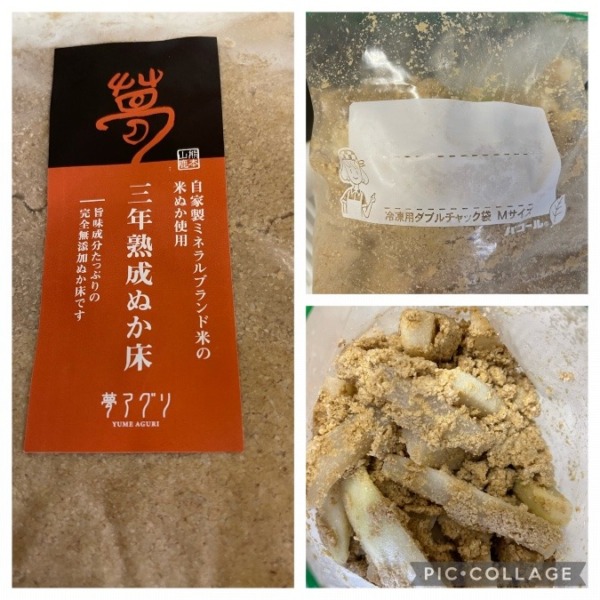 夢
熊本
山鹿
自家製ミネラルブランド米の
米ぬか使用
三年熟成ぬか床
旨味成分たっぷりの
完全無添加ぬか床です
夢アグリ
YUME AGURI
冷凍用ダブルチャック袋 Mサイズ
PIC•COLLAGE